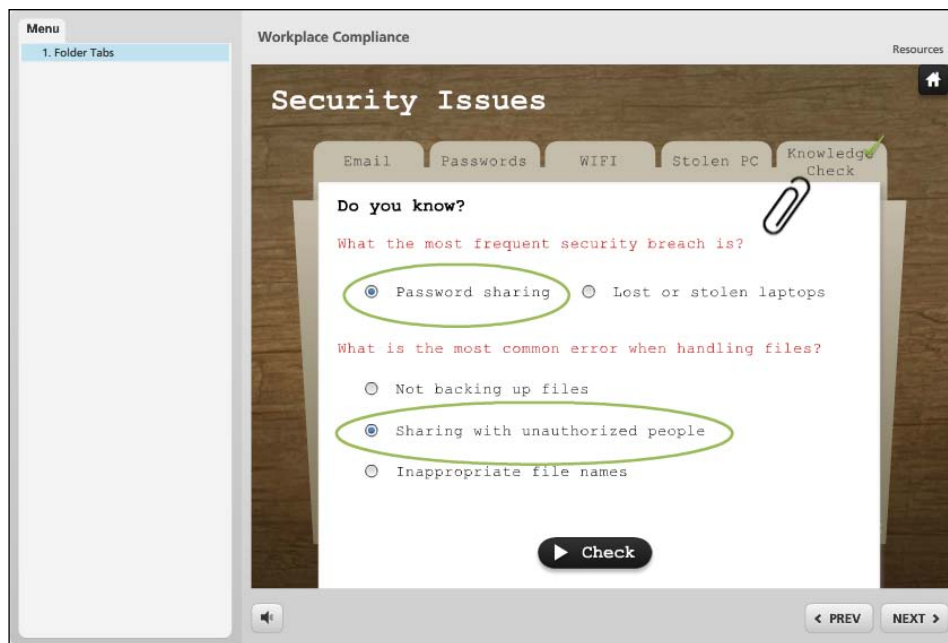 Menu
1. Folder Tabs
Workplace Compliance
Resources
Security Issues
Email
Passwords
WIFI
Stolen PC
Knowledge
Check
Do you know?
What the most frequent security breach is?
Password sharing
Lost or stolen laptops
What is the most common error when handling files?
Not backing up files
Sharing with unauthorized people
Inappropriate file names
Check
PREV
NEXT